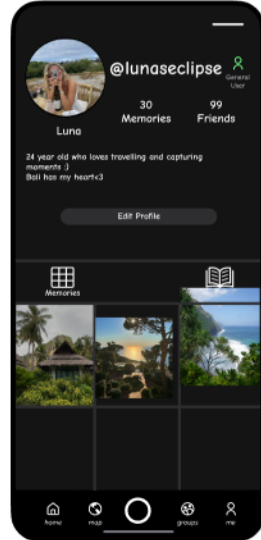 @lunaseclipse
General
User
30
Memories
99
Friends
Luna
24 year old who loves travelling and capturing
moments :)
Bali has my heart<3
Edit Profile
Memories
home
map
groups
me